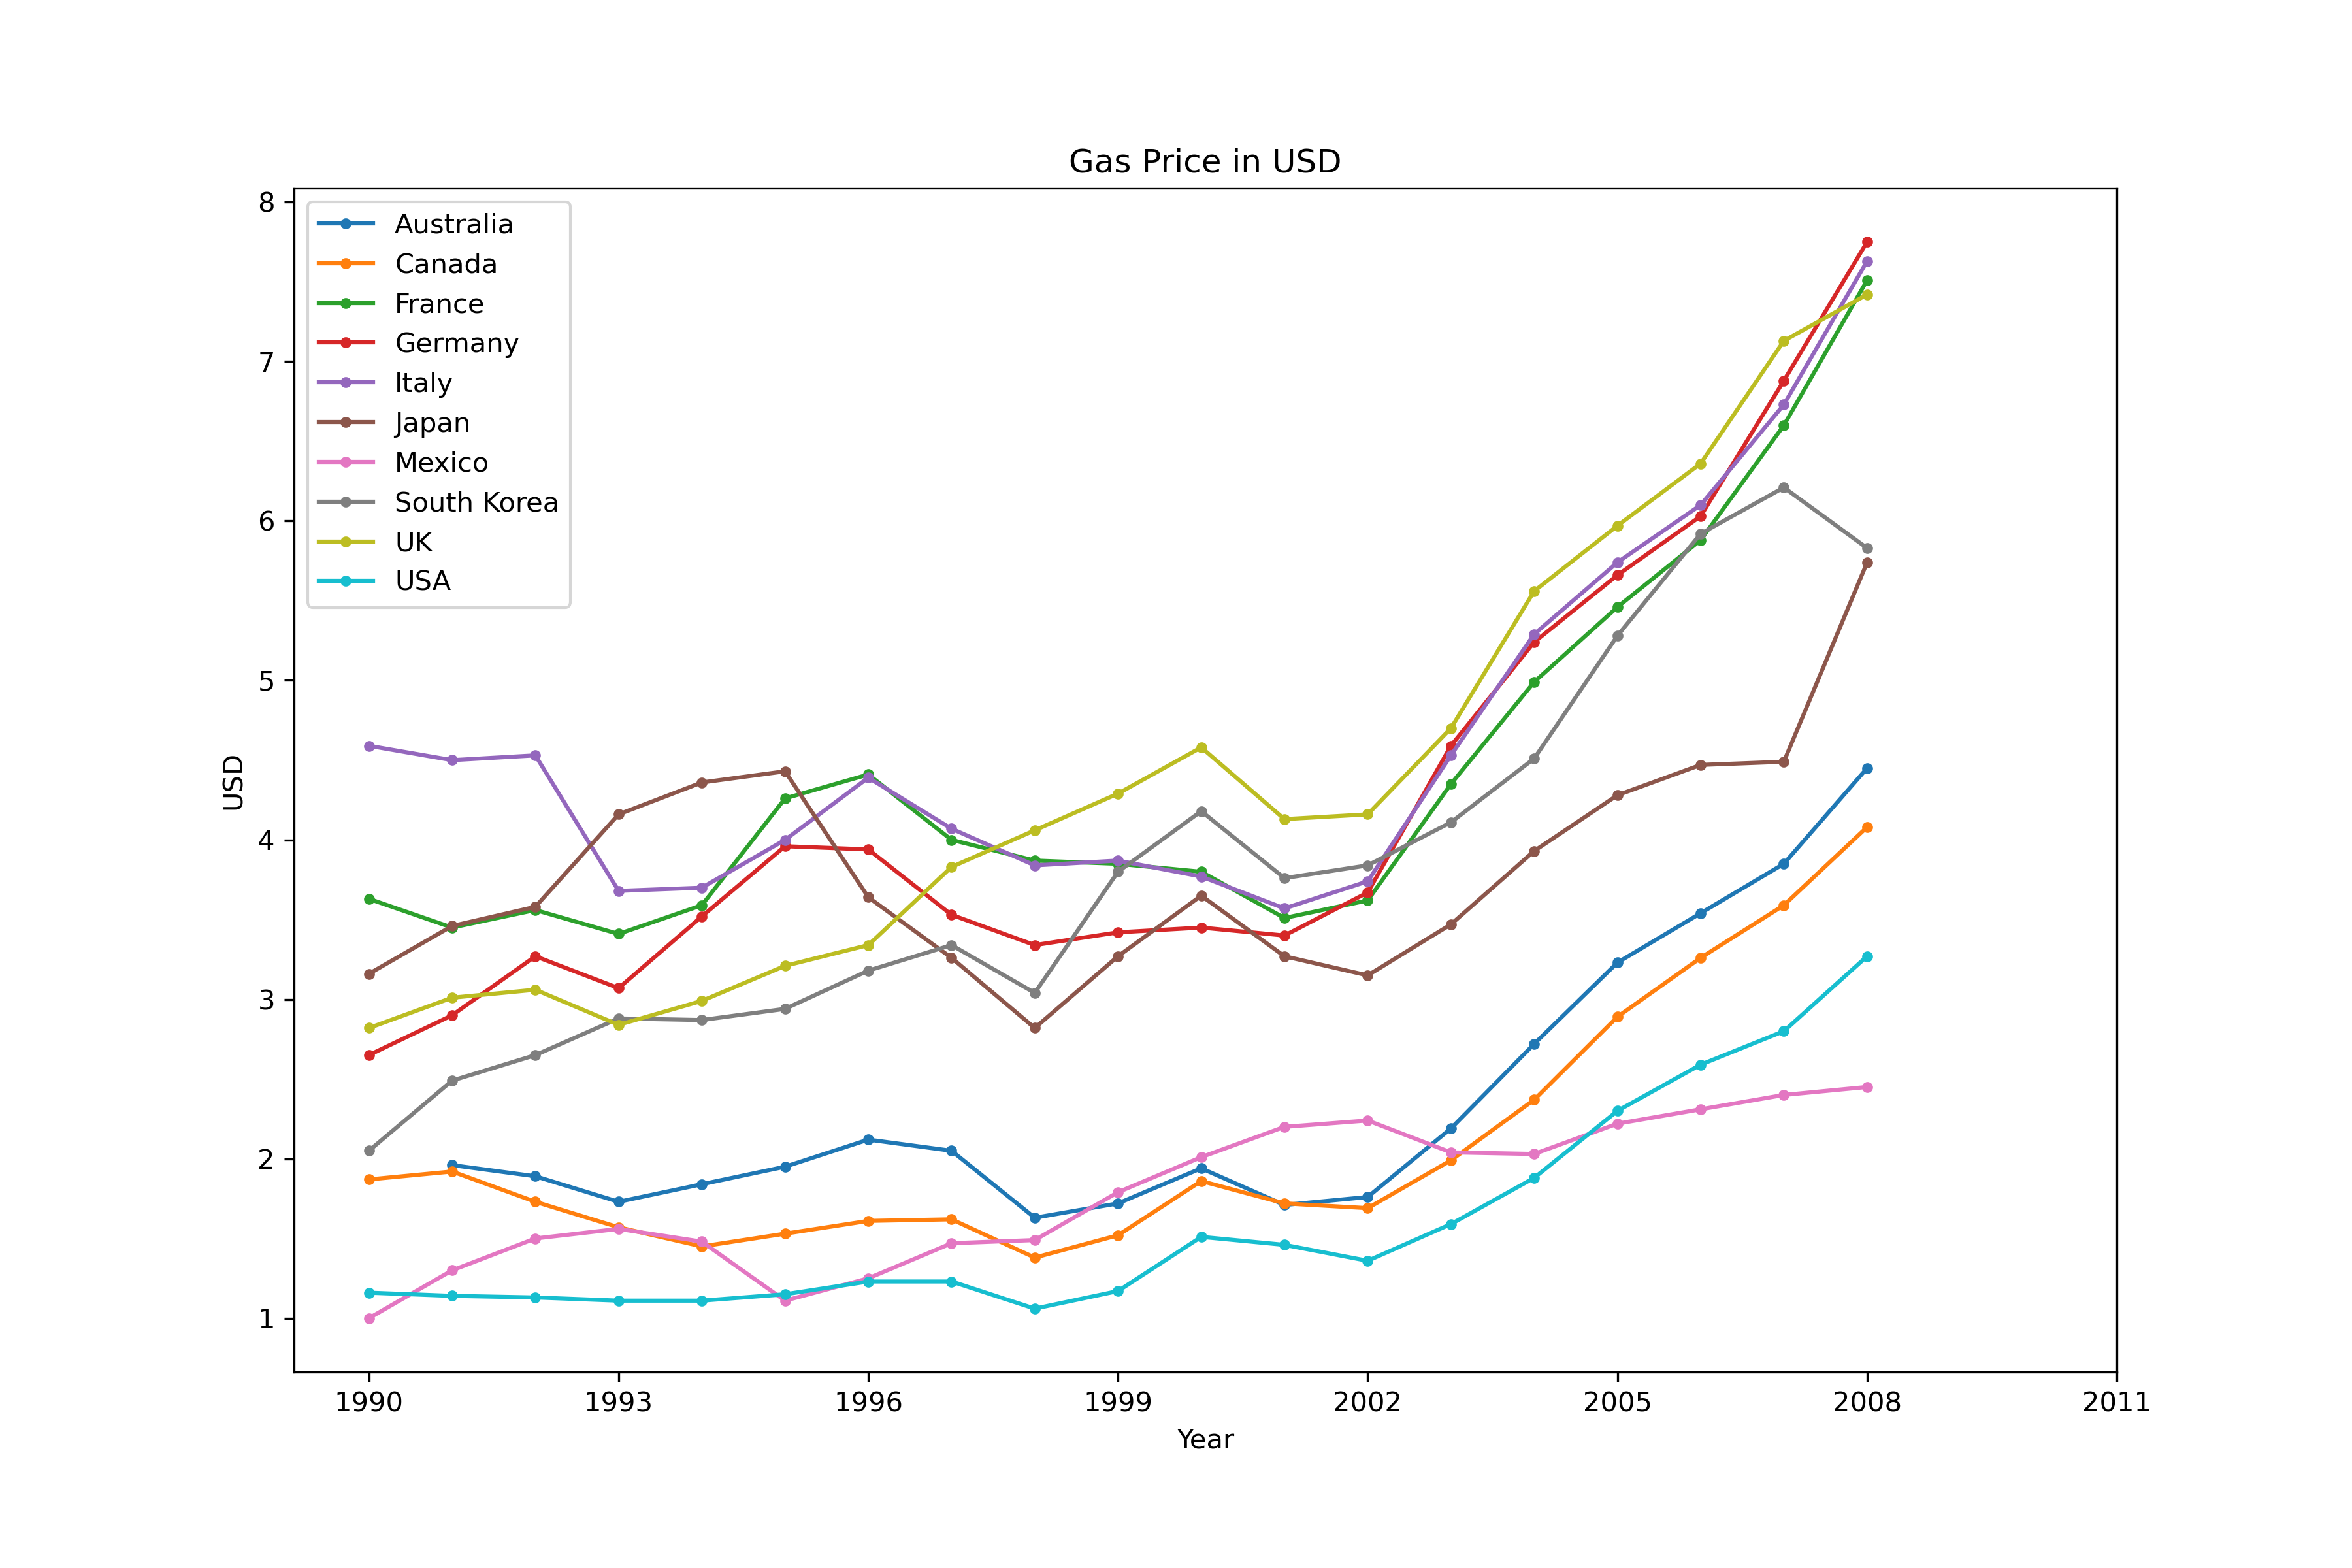 Gas Price in USD
8
7
6
5
4
3
2
1
USD
Australia
Canada
France
Germany
Italy
Japan
Mexico
South Korea
UK
USA
1990 1993 1996 1999 2002 2005 2008 2011
Year